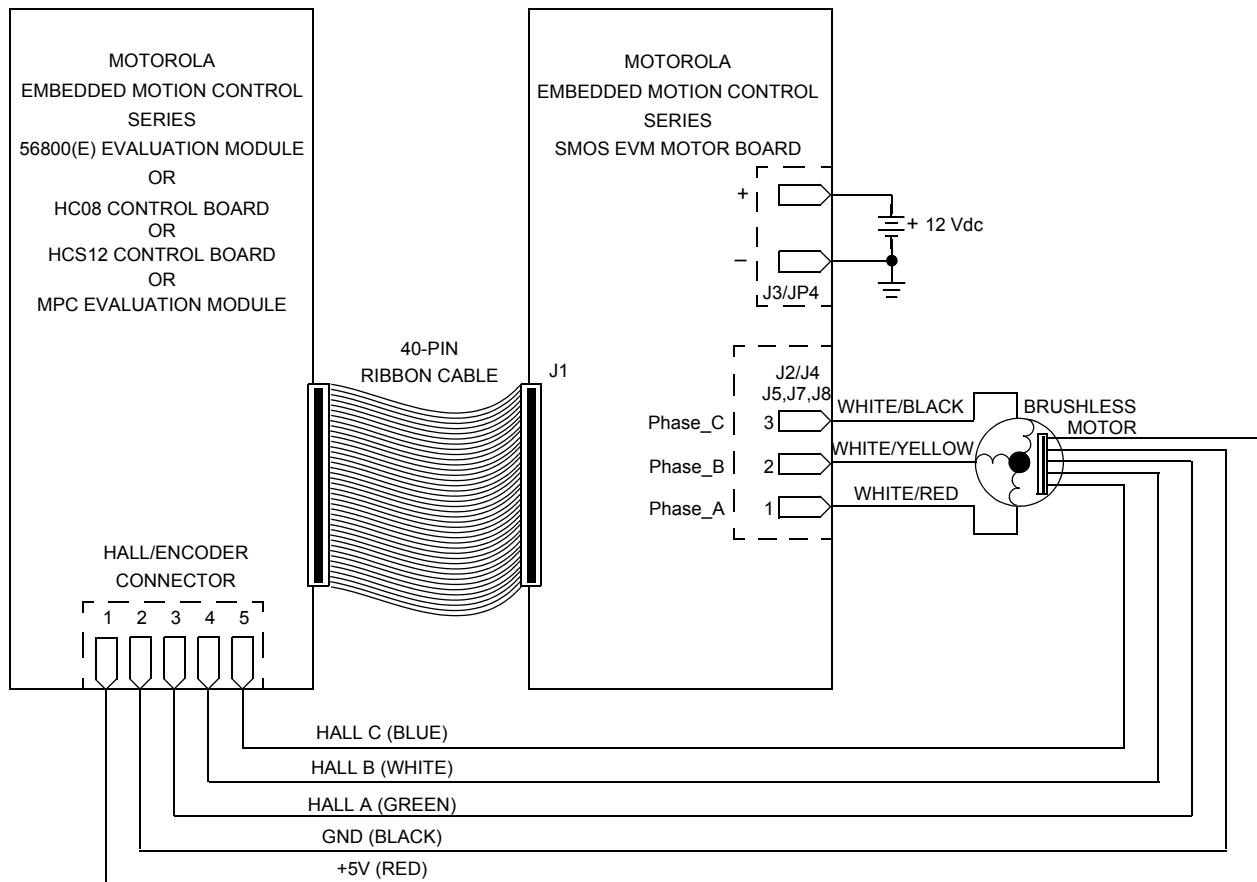 MOTOROLA
EMBEDDED MOTION CONTROL
SERIES
56800(E) EVALUATION MODULE
OR
HC08 CONTROL BOARD
OR
HCS12 CONTROL BOARD
OR
MPC EVALUATION MODULE
MOTOROLA
EMBEDDED MOTION CONTROL
SERIES
SMOS EVM MOTOR BOARD
+
–
J3/JP4
+ 12 Vdc
40-PIN
RIBBON CABLE
J1
J2/J4
J5,J7,J8
Phase_C 3
Phase_B 2
Phase_A 1
WHITE/BLACK
WHITE/YELLOW
WHITE/RED
BRUSHLESS
MOTOR
HALL/ENCODER
CONNECTOR
1 2 3 4 5
HALL C (BLUE)
HALL B (WHITE)
HALL A (GREEN)
GND (BLACK)
+5V (RED)